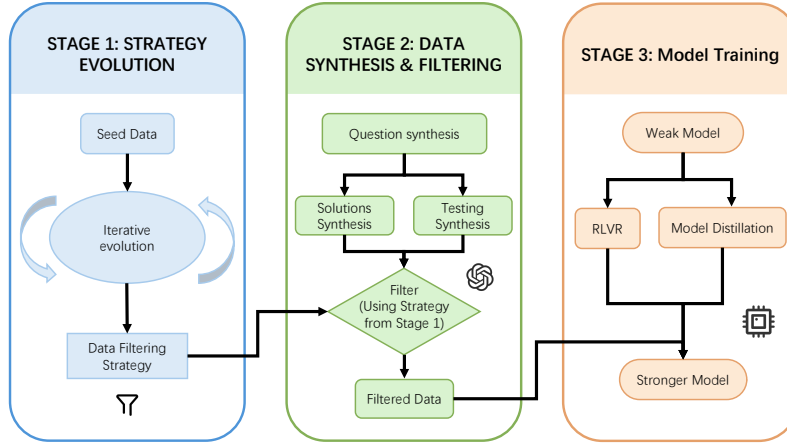 STAGE 1: STRATEGY
EVOLUTION
Seed Data
Iterative
evolution
Data Filtering
Strategy
STAGE 2: DATA
SYNTHESIS & FILTERING
Question synthesis
Solutions
Synthesis
Testing
Synthesis
Filter
(Using Strategy
from Stage 1)
Filtered Data
STAGE 3: Model Training
Weak Model
RLVR
Model Distillation
Stronger Model